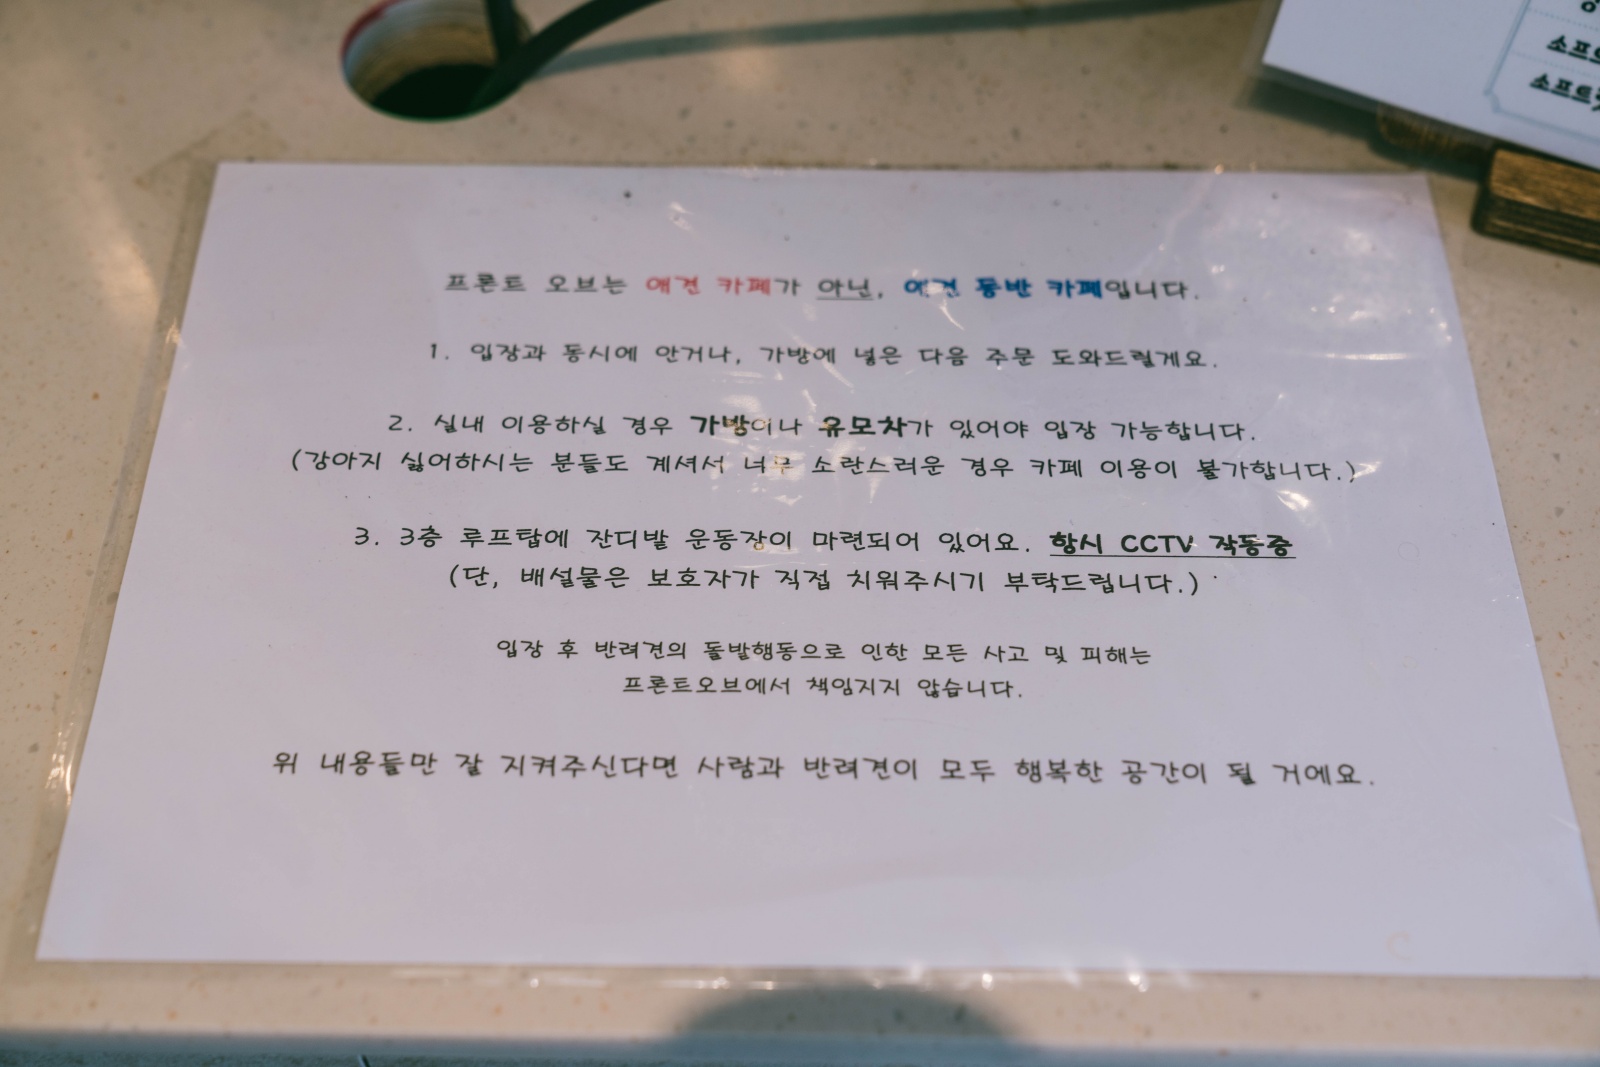 소프트
프론트 오브는 애견 카페가 아닌, 애견 동반 카페입니다.
1. 입장과 동시에 안거나, 가방에 넣은 다음 주문 도와드릴게요.
2. 실내 이용하실 경우 가방이나 유모차가 있어야 입장 가능합니다.
(강아지 싫어하시는 분들도 계셔서 너무 소란스러운 경우 카페 이용이 불가합니다.)
3. 3층 루프탑에 잔디밭 운동장이 마련되어 있어요. 항시 CCTV 작동중
(단, 배설물은 보호자가 직접 치워주시기 부탁드립니다.)
입장 후 반려견의 돌발행동으로 인한 모든 사고 및 피해는
프론트오브에서 책임지지 않습니다.
위 내용들만 잘 지켜주신다면 사람과 반려견이 모두 행복한 공간이 될 거에요.